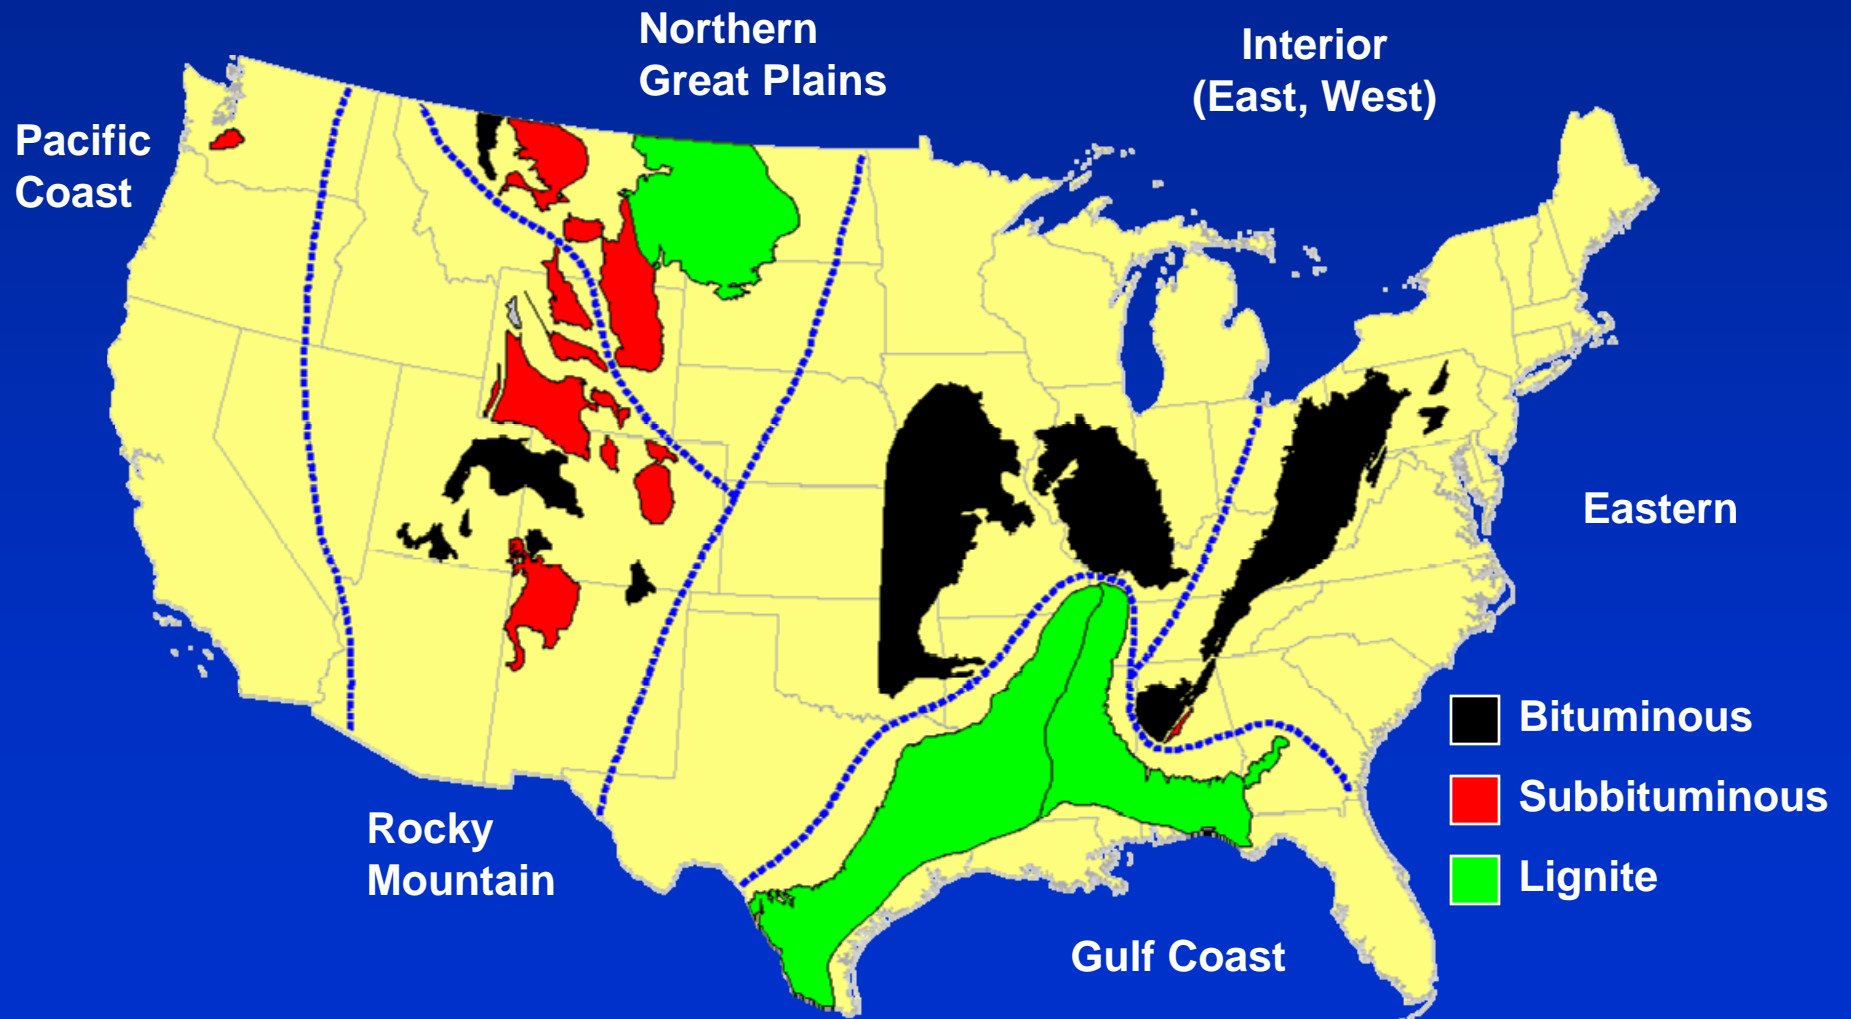 Northern
Great Plains
Interior
(East, West)
Pacific
Coast
Eastern
Rocky
Mountain
Gulf Coast
Bituminous
Subbituminous
Lignite